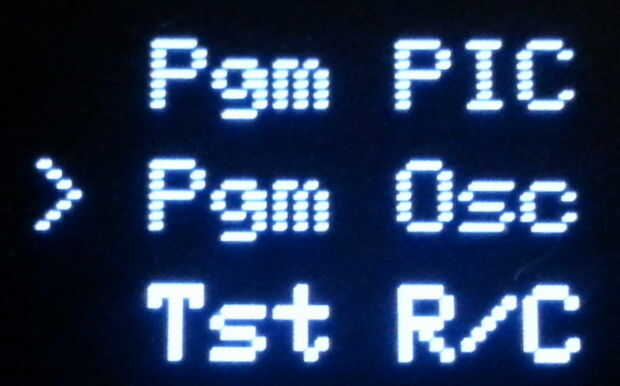 Pgm PIC
> Pgm Osc
Tst R/C